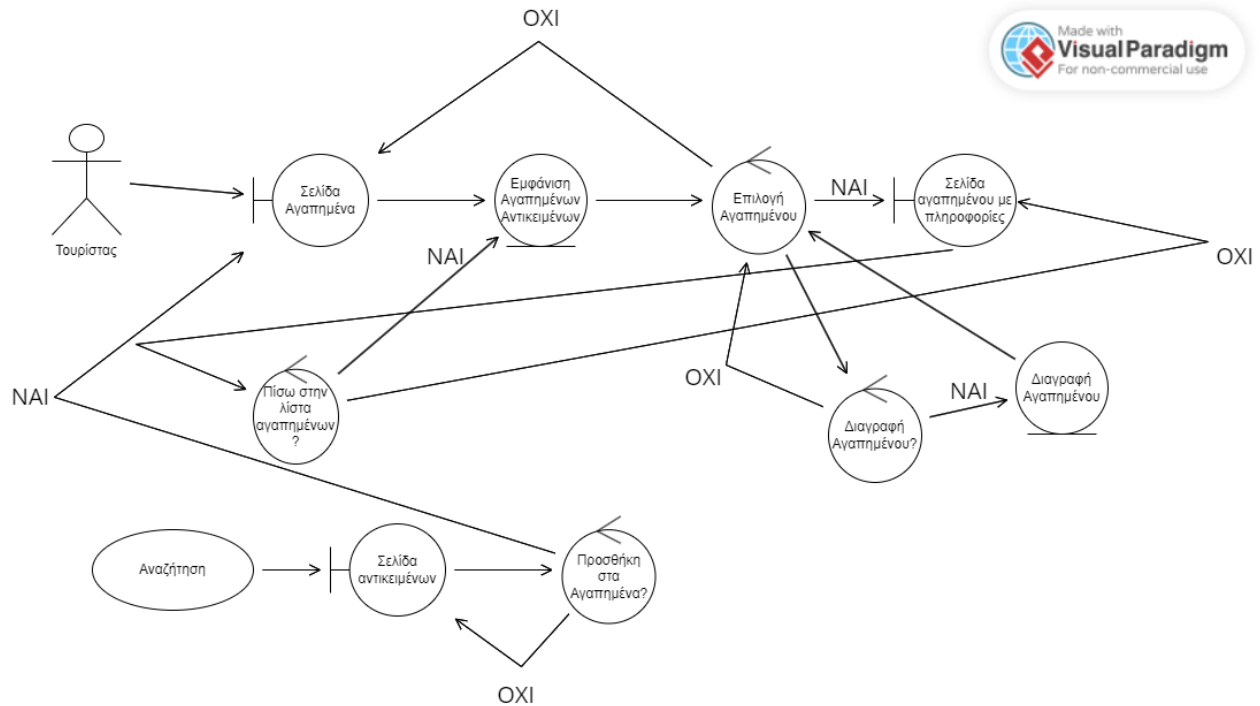 ΟΧΙ
Made with
Visual Paradigm
For non-commercial use
Τουρίστας
Σελίδα
Αγαπημένα
Εμφάνιση
Αγαπημένων
Αντικειμένων
Επιλογή
Αγαπημένου
ΝΑΙ
Σελίδα
αγαπημένου με
πληροφορίες
ΝΑΙ
ΟΧΙ
ΝΑΙ
Πίσω στην
λίστα
αγαπημένων
?
ΟΧΙ
Διαγραφή
Αγαπημένου?
ΝΑΙ
Διαγραφή
Αγαπημένου
Αναζήτηση
Σελίδα
αντικειμένων
Προσθήκη
στα
Αγαπημένα?
ΟΧΙ